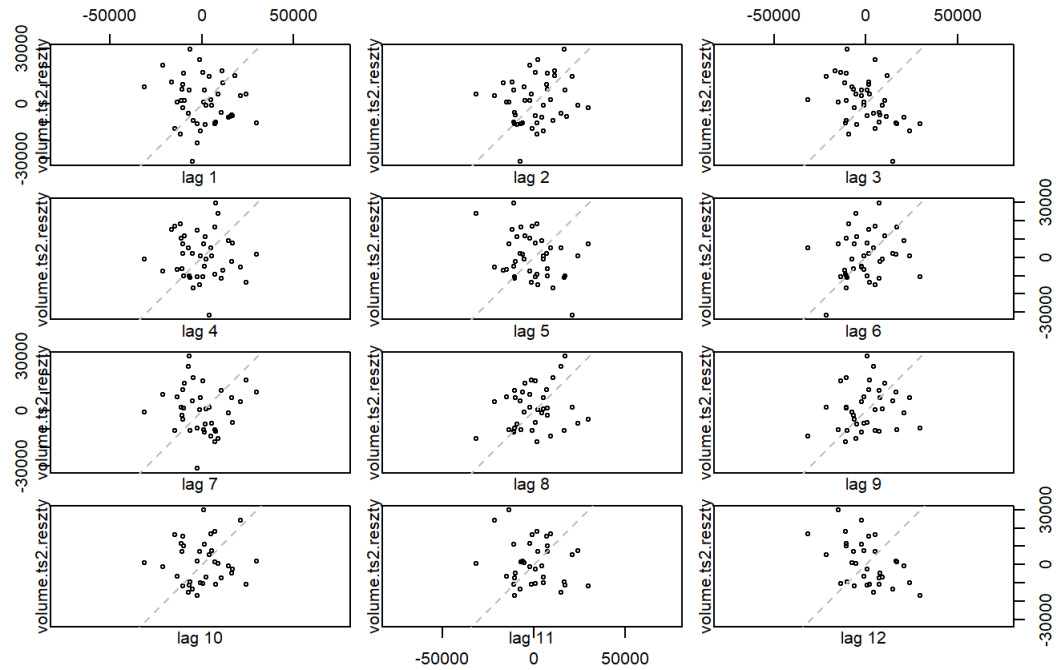 -50000 0 50000
-50000 0 50000
volume.ts2.reszty
volume.ts2.reszty
volume.ts2.reszty
-30000 0 30000
lag 1
lag 2
lag 3
volume.ts2.reszty
volume.ts2.reszty
volume.ts2.reszty
-30000 0 30000
lag 4
lag 5
lag 6
volume.ts2.reszty
volume.ts2.reszty
volume.ts2.reszty
-30000 0 30000
lag 7
lag 8
lag 9
volume.ts2.reszty
volume.ts2.reszty
volume.ts2.reszty
-30000 0 30000
lag 10
lag 11
lag 12
-50000 0 50000